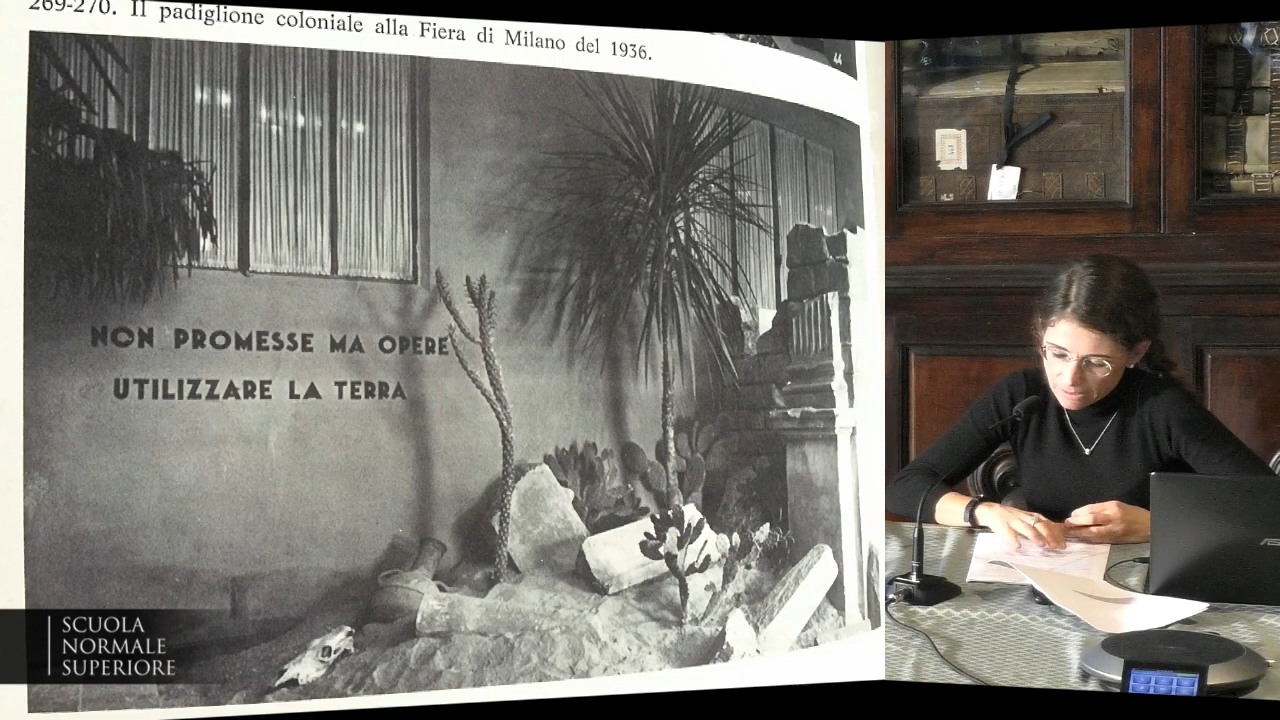 269-270. Il padiglione coloniale alla Fiera di Milano del 1936.
44
NON PROMESSE MA OPERE
UTILIZZARE LA TERRA
SCUOLA
NORMALE
SUPERIORE